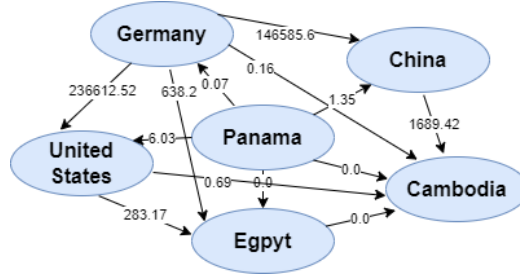 Germany
146585.6
China
0.16
236612.52
638.2
0.07
1.35
1689.42
Panama
6.03
United
States
0.0
0.69
0.0
Cambodia
283.17
0.0
Egpyt